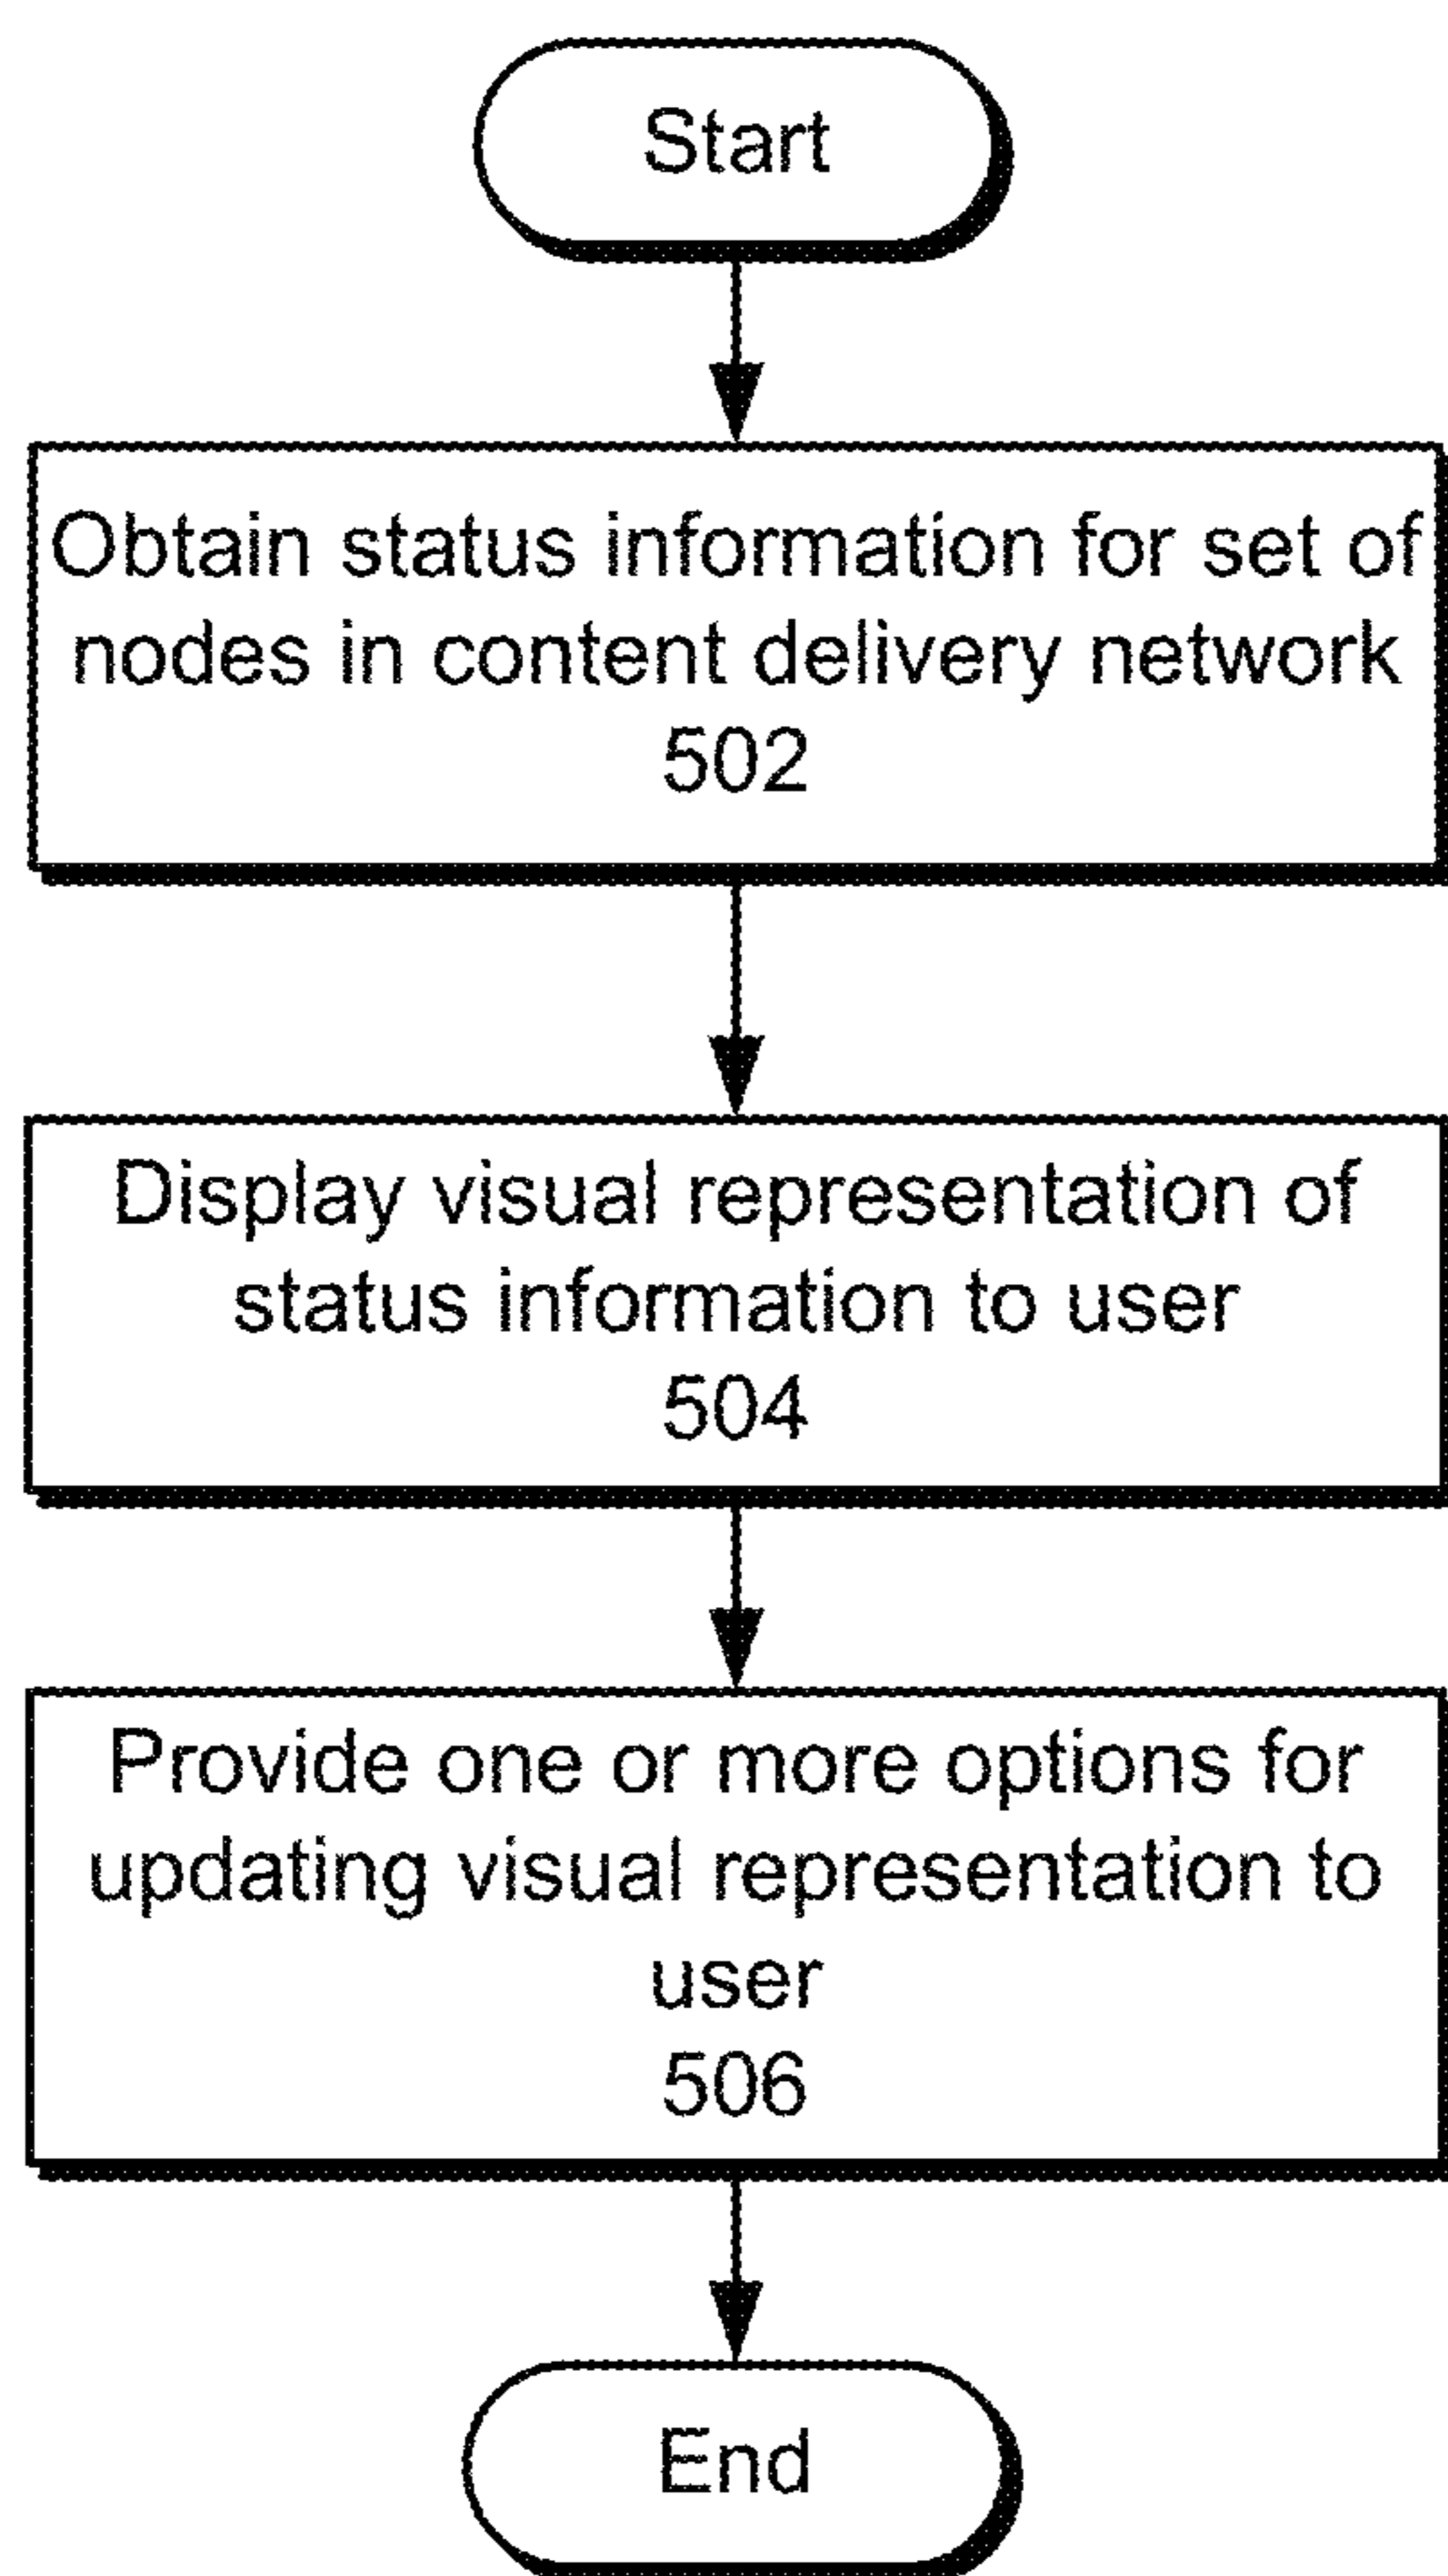 Start
Obtain status information for set of
nodes in content delivery network
502
Display visual representation of
status information to user
504
Provide one or more options for
updating visual representation to
user
506
End